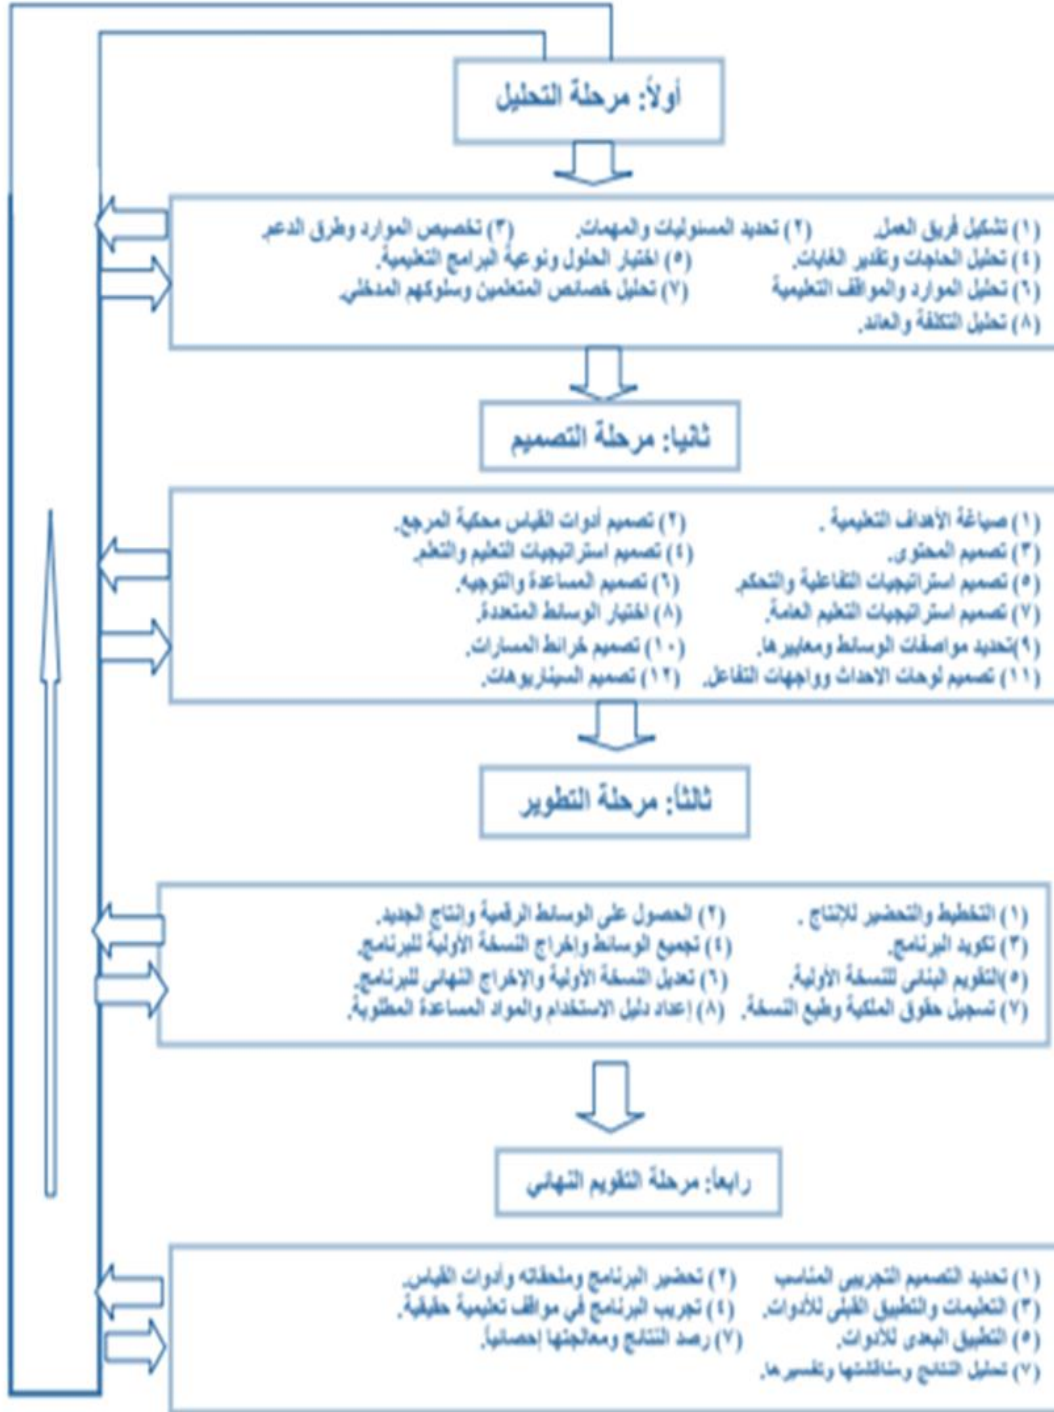 أولاً: مرحلة التحليل
(١) تشكيل فريق العمل. (٢) تحديد المسئوليات والمهمات. (٣) تخصيص الموارد وطرق الدعم.
(٤) تحليل الحاجات وتقدير الغايات. (٥) اختيار الحلول ونوعية البرامج التعليمية.
(٦) تحليل الموارد والمواقف التعليمية (٧) تحليل خصائص المتعلمين وسلوكهم المدخلي.
(٨) تحليل التكلفة والعائد.
ثانيا: مرحلة التصميم
(١) صياغة الأهداف التعليمية . (٢) تصميم أدوات القياس محكية المرجع.
(٣) تصميم المحتوى. (٤) تصميم استراتيجيات التعليم والتعلم.
(٥) تصميم استراتيجيات التفاعلية والتحكم. (٦) تصميم المساعدة والتوجيه.
(٧) تصميم استراتيجيات التعليم العامة. (٨) اختيار الوسائط المتعددة.
(٩)تحديد مواصفات الوسائط ومعاييرها. (١٠) تصميم خرائط المسارات.
(١١) تصميم لوحات الاحداث وواجهات التفاعل. (١٢) تصميم السيناريوهات.
ثالثاً: مرحلة التطوير
(١) التخطيط والتحضير للإنتاج . (٢) الحصول على الوسائط الرقمية وإنتاج الجديد.
(٣) تكويد البرنامج. (٤) تجميع الوسائط وإخراج النسخة الأولية للبرنامج.
(٥)التقويم البنائى للنسخة الأولية. (٦) تعديل النسخة الأولية والإخراج النهائى للبرنامج.
(٧) تسجيل حقوق الملكية وطبع النسخة. (٨) إعداد دليل الاستخدام والمواد المساعدة المطلوبة.
رابعاً: مرحلة التقويم النهائي
(١) تحديد التصميم التجريبى المناسب (٢) تحضير البرنامج وملحقاته وأدوات القياس.
(٣) التعليمات والتطبيق القبلى للأدوات. (٤) تجريب البرنامج في مواقف تعليمية حقيقية.
(٥) التطبيق البعدى للأدوات. (٧) رصد النتائج ومعالجتها إحصائياً.
(٧) تحليل النتائج ومناقشتها وتفسيرها.